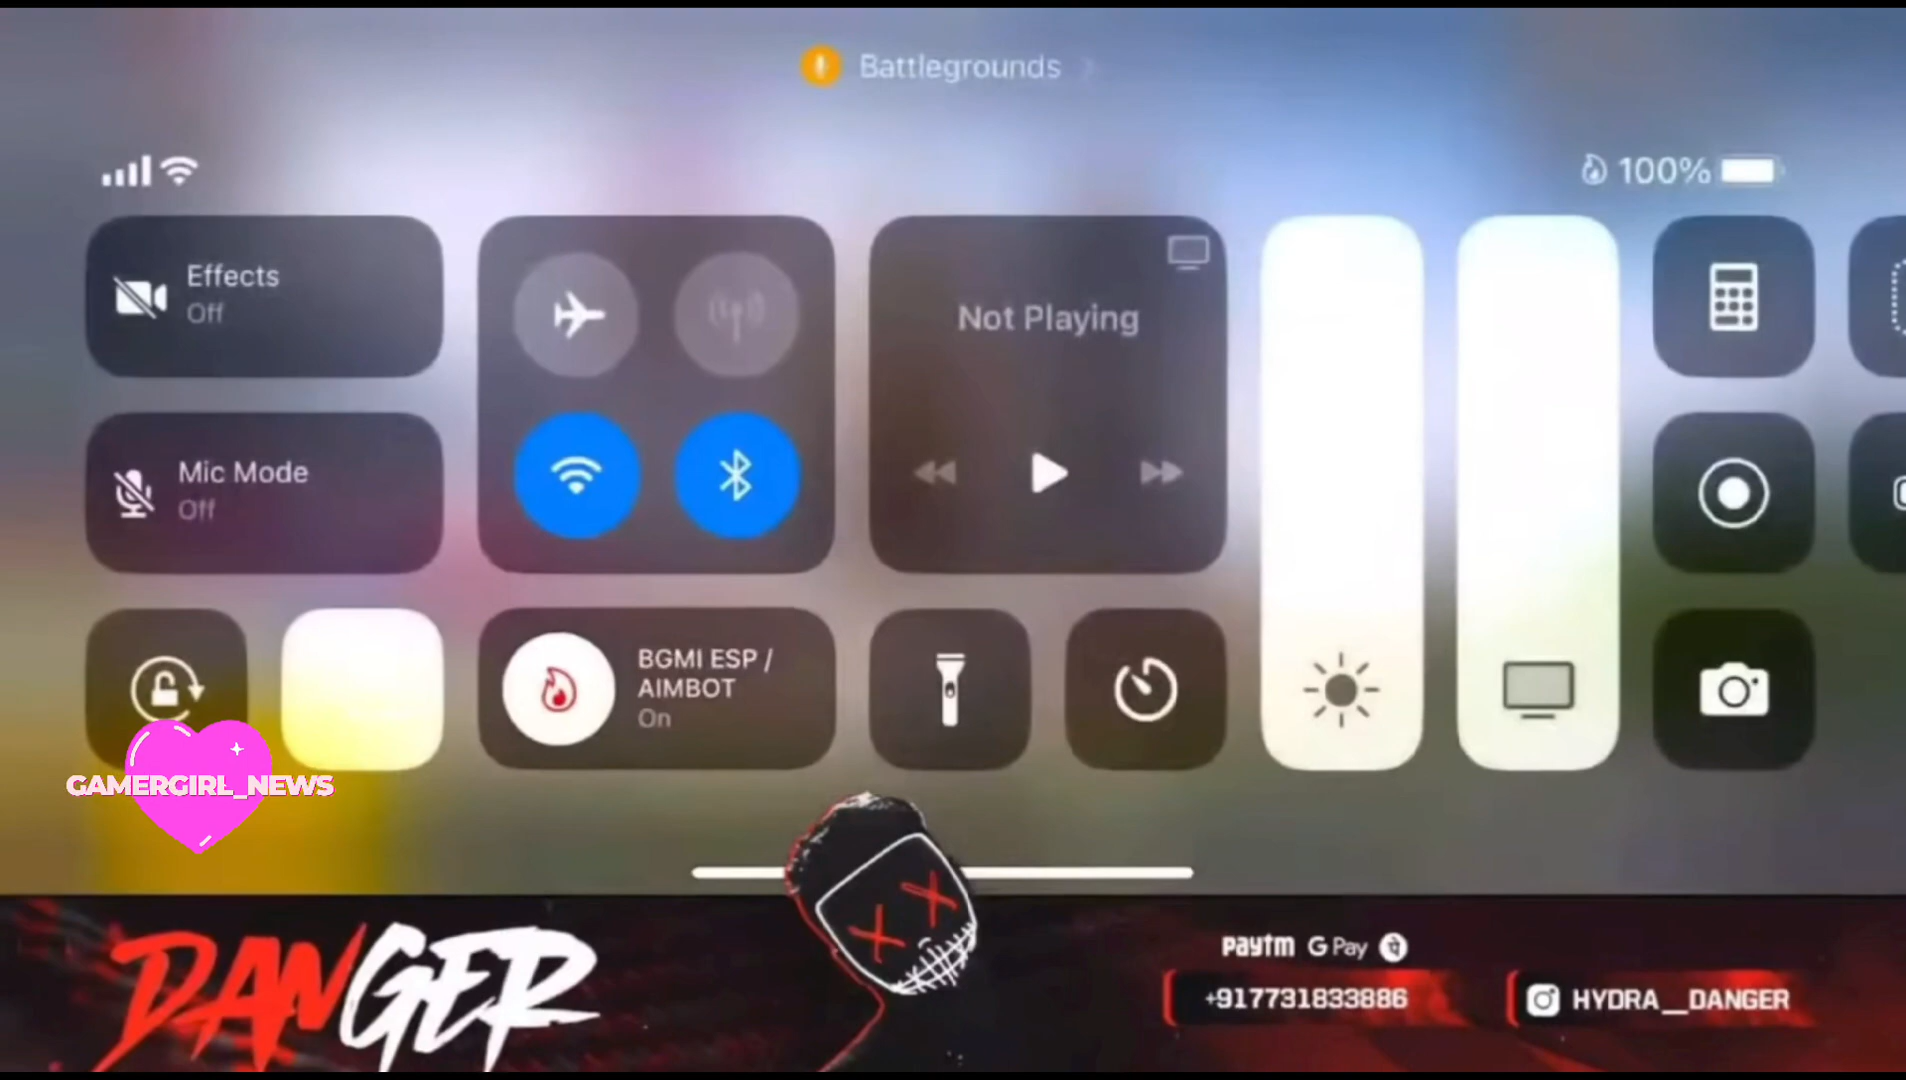 Battlegrounds
100%
Effects
Off
Not Playing
Mic Mode
Off
BGMI ESP /
AIMBOT
On
GAMERGIRL_NEWS
DANGER
paytm G Pay पे
+917731833886
HYDRA__DANGER